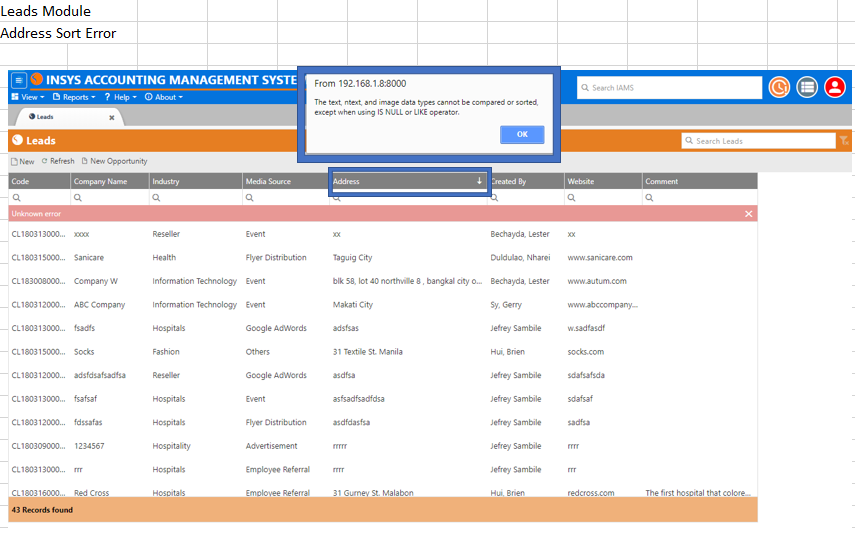 Leads Module
Address Sort Error
INSYS ACCOUNTING MANAGEMENT SYSTE
From 192.168.1.8:8000
The text, ntext, and image data types cannot be compared or sorted,
except when using IS NULL or LIKE operator.
OK
Search IAMS
View Reports ? Help About
Leads x
Leads
Search Leads
New Refresh New Opportunity
Code Company Name Industry Media Source Address Created By Website Comment
Unknown error
CL180313000... xxxx Reseller Event xx Bechayda, Lester xx
CL180315000... Sanicare Health Flyer Distribution Taguig City Duldulao, Nharei www.sanicare.com
CL183008000... Company W Information Technology Event blk 58, lot 40 northville 8 , bangkal city o... Bechayda, Lester www.autum.com
CL180312000... ABC Company Information Technology Event Makati City Sy, Gerry www.abccompany...
CL180313000... fsadfs Hospitals Google AdWords adsfsas Jefrey Sambile w.sadfasdf
CL180315000... Socks Fashion Others 31 Textile St. Manila Hui, Brien socks.com
CL180312000... adsfdsafsadfsa Reseller Google AdWords asdfsa Jefrey Sambile sdafsafsda
CL180313000... fsafsaf Hospitals Event asfsadfsadfdsa Jefrey Sambile sdafsaf
CL180312000... fdssafas Hospitals Flyer Distribution asdfdasfsa Jefrey Sambile sadfsa
CL180309000... 1234567 Hospitality Advertisement rrrrr Jefrey Sambile rrrr
CL180313000... rrr Hospitals Employee Referral rrrr Jefrey Sambile rrr
CL180316000... Red Cross Hospitals Employee Referral 31 Gurney St. Malabon Hui, Brien redcross.com The first hospital that colore...
43 Records found